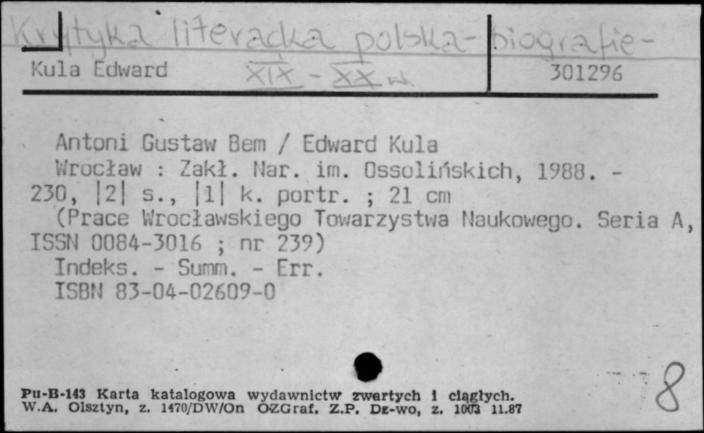 Krytyka literacka polska - biografie -
Kula Edward XIX - XX w. 301296
Antoni Gustaw Bem / Edward Kula
Wrocław : Zakł. Nar. im. Ossolińskich, 1988. -
230, |2| s., |1| k. portr. ; 21 cm
(Prace Wrocławskiego Towarzystwa Naukowego. Seria A,
ISSN 0084-3016 ; nr 239)
Indeks. - Summ. - Err.
ISBN 83-04-02609-0
Pu-B-143 Karta katalogowa wydawnictw zwartych i ciągłych.
W.A. Olsztyn, z. 1470/DW/On OZGraf. Z.P. Dz-wo, z. 1003 11.87
8